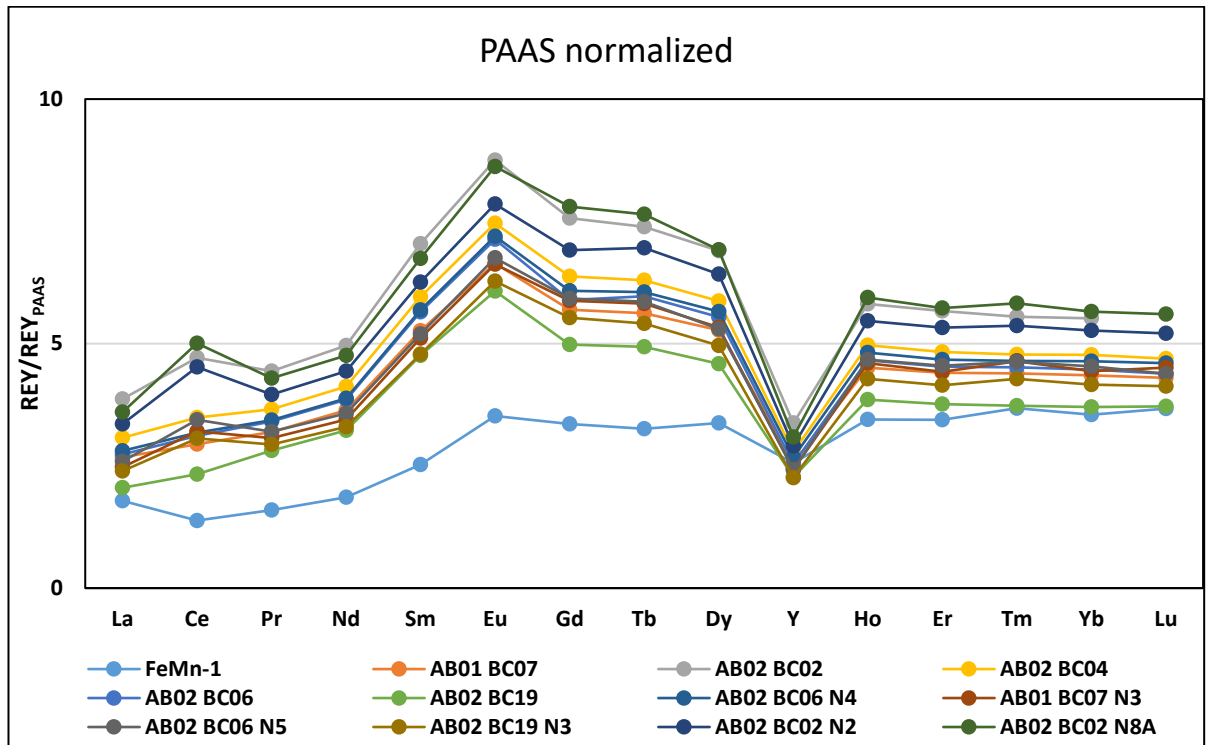 PAAS normalized
10
5
0
REY/REY_PAAS
La Ce Pr Nd Sm Eu Gd Tb Dy Y Ho Er Tm Yb Lu
FeMn-1 AB01 BC07 AB02 BC02 AB02 BC04
AB02 BC06 AB02 BC19 AB02 BC06 N4 AB01 BC07 N3
AB02 BC06 N5 AB02 BC19 N3 AB02 BC02 N2 AB02 BC02 N8A